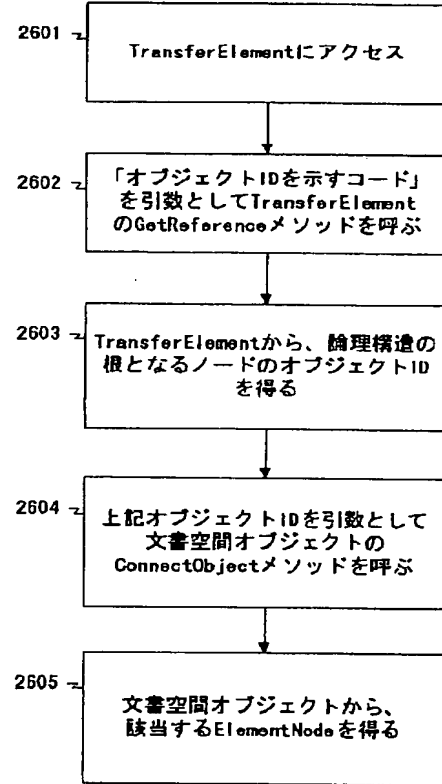 2601
TransferElementにアクセス
2602
「オブジェクトIDを示すコード」
を引数としてTransferElement
のGetReferenceメソッドを呼ぶ
2603
TransferElementから、論理構造の
根となるノードのオブジェクトID
を得る
2604
上記オブジェクトIDを引数として
文書空間オブジェクトの
ConnectObjectメソッドを呼ぶ
2605
文書空間オブジェクトから、
該当するElementNodeを得る